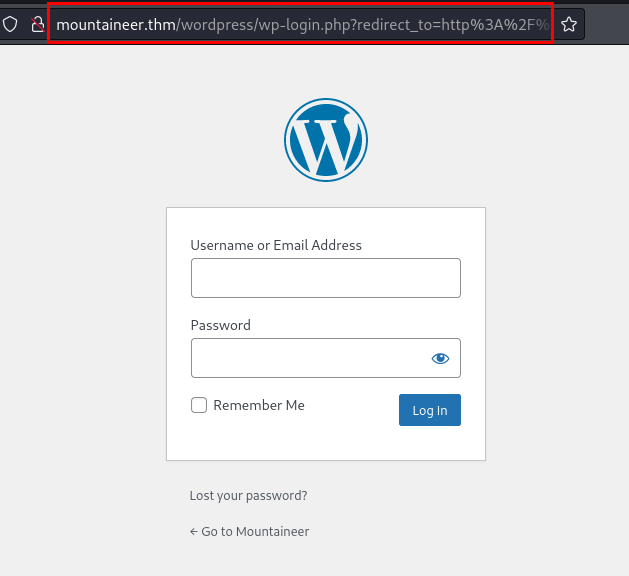 mountaineer.thm/wordpress/wp-login.php?redirect_to=http%3A%2F%
Username or Email Address
Password
Remember Me
Log In
Lost your password?
← Go to Mountaineer